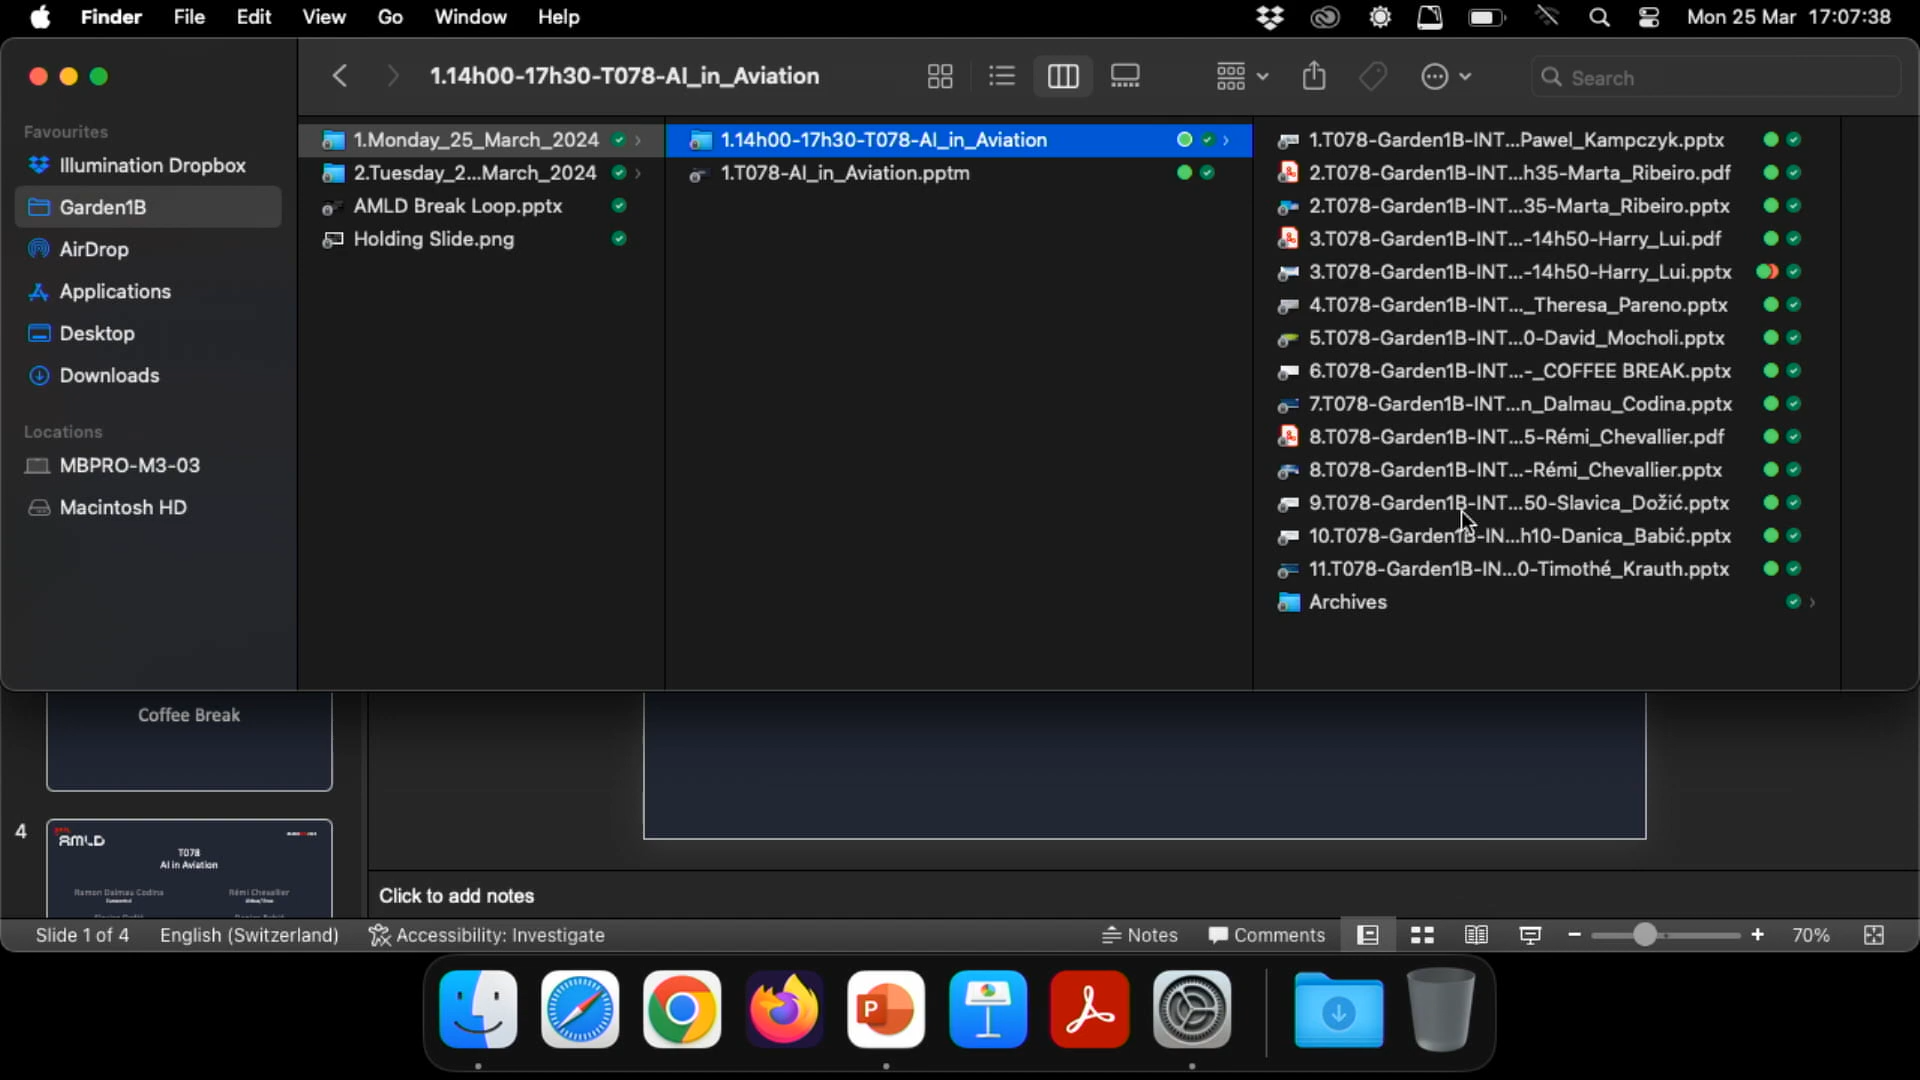 Finder File Edit View Go Window Help Mon 25 Mar 17:07:38
1.14h00-17h30-T078-AI_in_Aviation
Search
Favourites
Illumination Dropbox
Garden1B
AirDrop
Applications
Desktop
Downloads
Locations
MBPRO-M3-03
Macintosh HD
1.Monday_25_March_2024
2.Tuesday_2...March_2024
AMLD Break Loop.pptx
Holding Slide.png
1.14h00-17h30-T078-AI_in_Aviation
1.T078-AI_in_Aviation.pptm
1.T078-Garden1B-INT...Pawel_Kampczyk.pptx
2.T078-Garden1B-INT...h35-Marta_Ribeiro.pdf
2.T078-Garden1B-INT...35-Marta_Ribeiro.pptx
3.T078-Garden1B-INT...-14h50-Harry_Lui.pdf
3.T078-Garden1B-INT...-14h50-Harry_Lui.pptx
4.T078-Garden1B-INT..._Theresa_Pareno.pptx
5.T078-Garden1B-INT...0-David_Mocholi.pptx
6.T078-Garden1B-INT...-_COFFEE BREAK.pptx
7.T078-Garden1B-INT...n_Dalmau_Codina.pptx
8.T078-Garden1B-INT...5-Rémi_Chevallier.pdf
8.T078-Garden1B-INT...-Rémi_Chevallier.pptx
9.T078-Garden1B-INT...50-Slavica_Dožić.pptx
10.T078-Garden1B-IN...h10-Danica_Babić.pptx
11.T078-Garden1B-IN...0-Timothé_Krauth.pptx
Archives
Coffee Break
4
AMLD
T078
AI in Aviation
Ramon Dalmau Codina Rémi Chevallier
Click to add notes
Slide 1 of 4 English (Switzerland) Accessibility: Investigate Notes Comments 70%